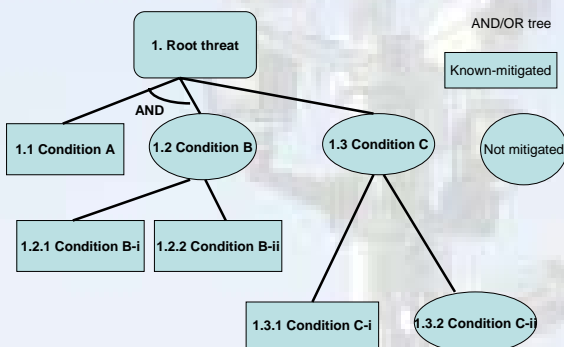 AND/OR tree
1. Root threat
Known-mitigated
AND
1.1 Condition A
1.2 Condition B
1.3 Condition C
Not mitigated
1.2.1 Condition B-i
1.2.2 Condition B-ii
1.3.1 Condition C-i
1.3.2 Condition C-ii